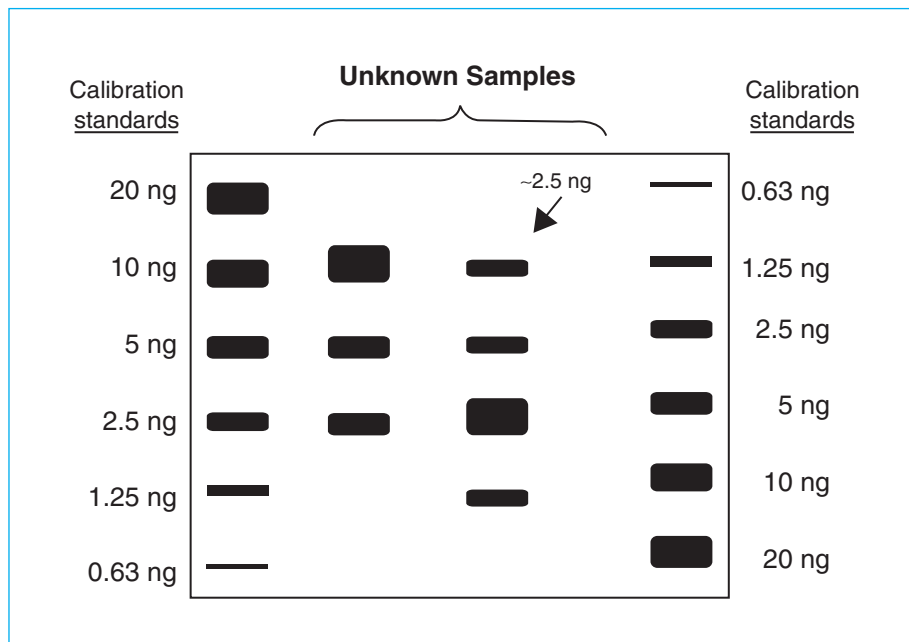 Unknown Samples
Calibration
standards
Calibration
standards
~2.5 ng
20 ng
10 ng
5 ng
2.5 ng
1.25 ng
0.63 ng
0.63 ng
1.25 ng
2.5 ng
5 ng
10 ng
20 ng